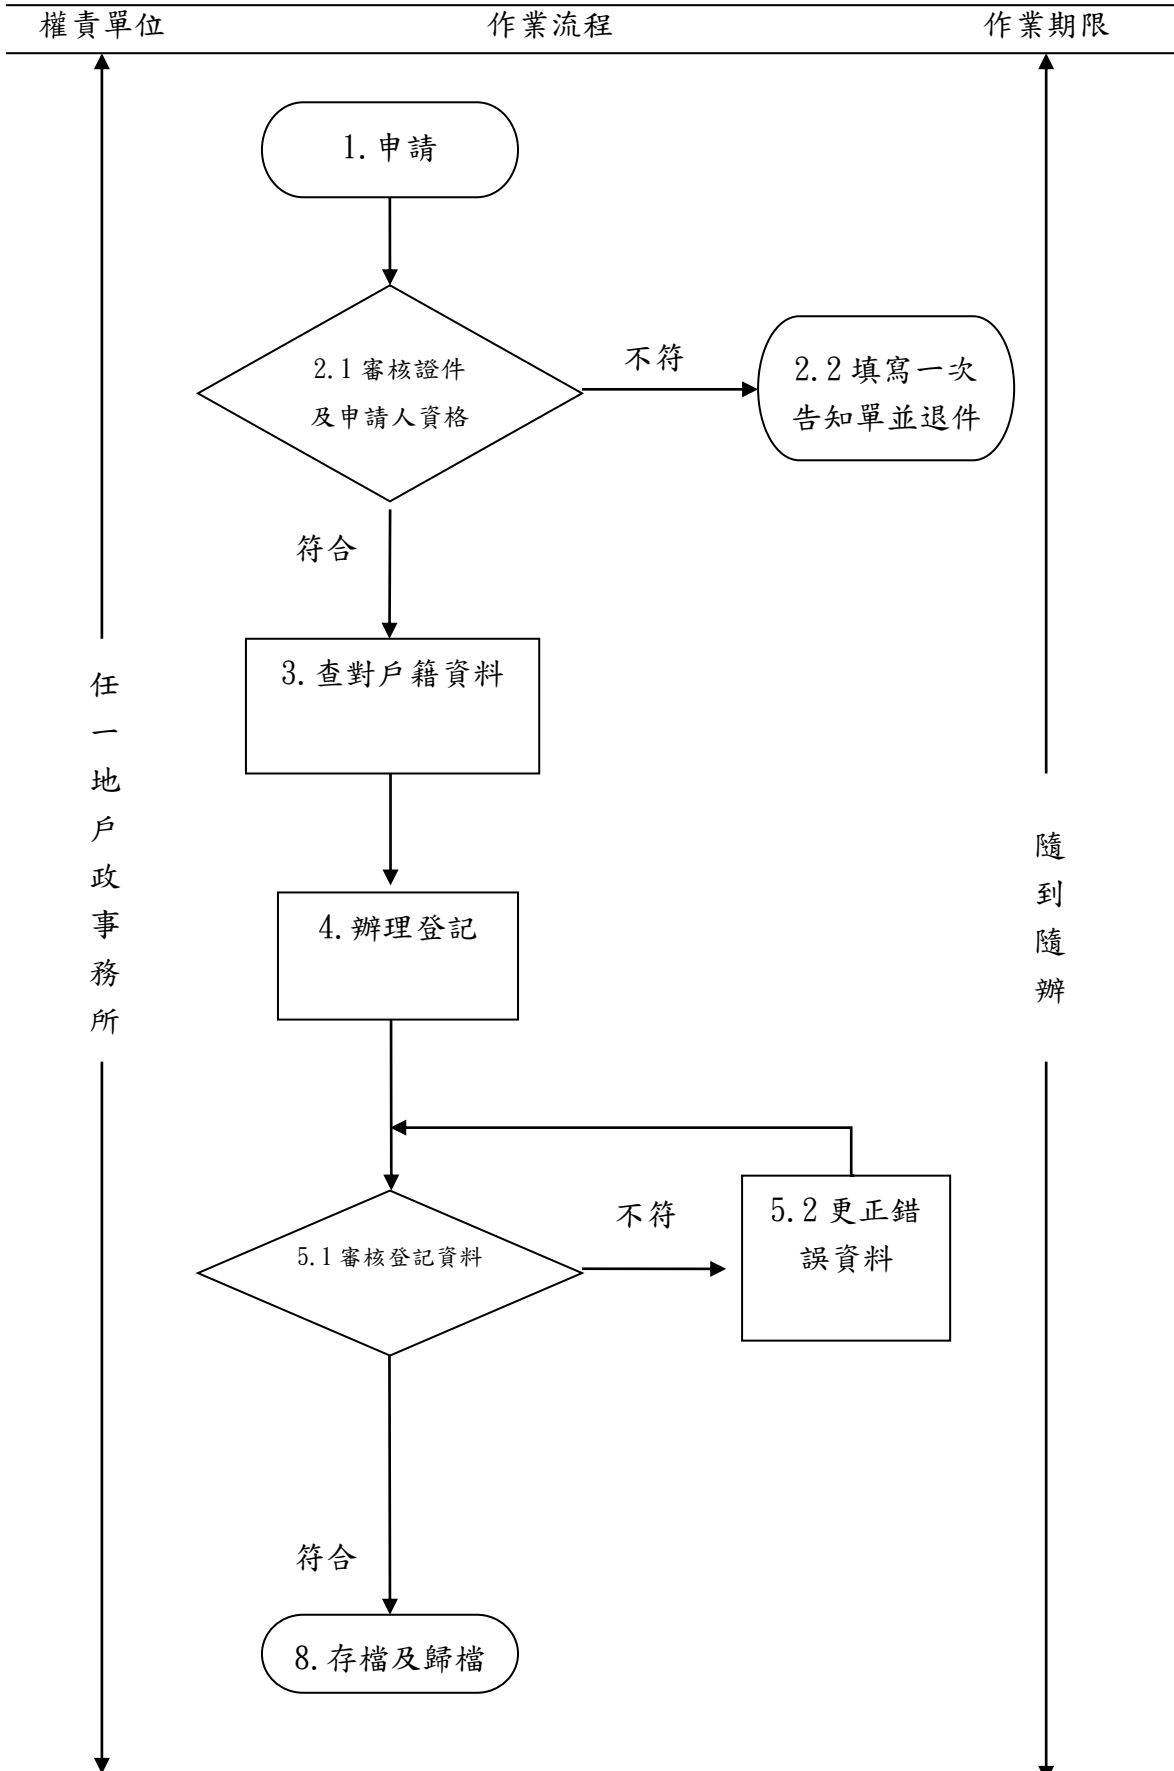 權責單位
作業流程
作業期限
1.申請
2.1審核證件
及申請人資格
不符
2.2填寫一次
告知單並退件
符合
3.查對戶籍資料
任一地戶政事務所
隨到隨辦
4.辦理登記
5.1審核登記資料
不符
5.2更正錯
誤資料
符合
8.存檔及歸檔